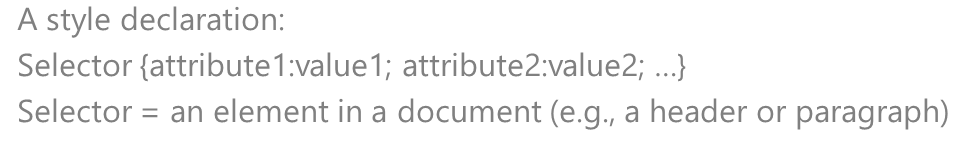 A style declaration:
Selector {attribute1:value1; attribute2:value2; ...}
Selector = an element in a document (e.g., a header or paragraph)